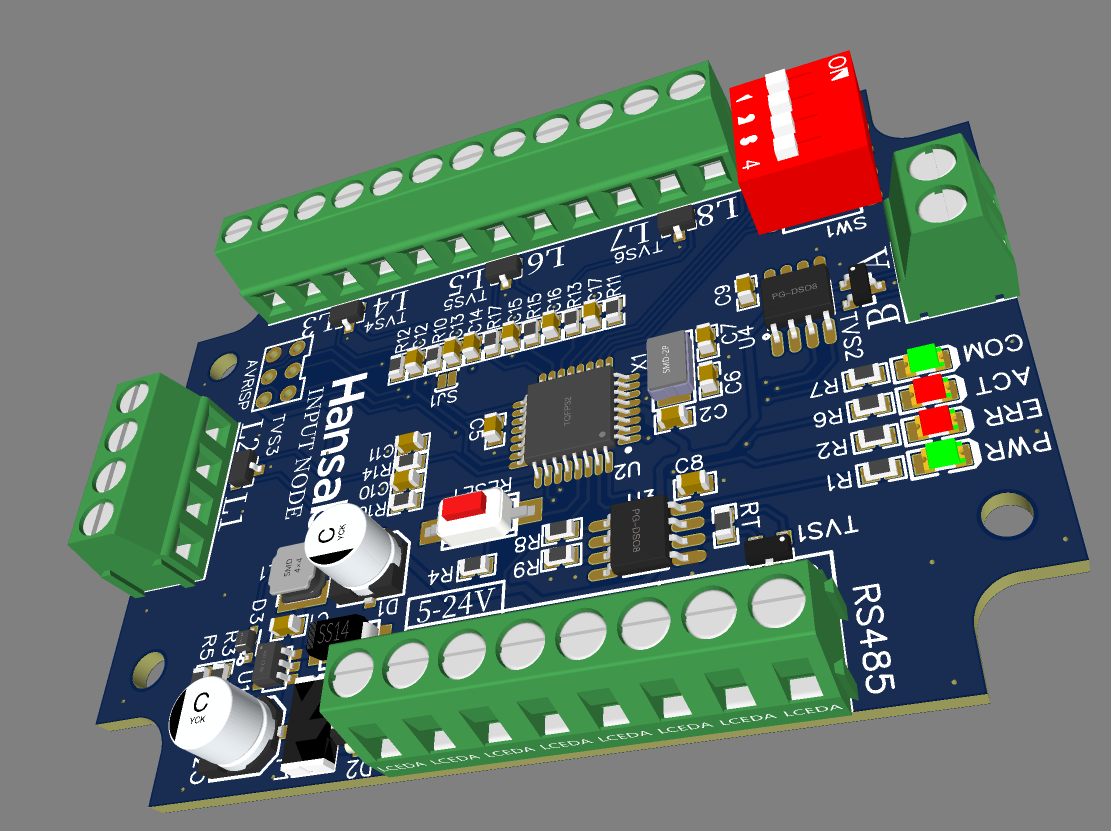 ON
1 2 3 4
SW1
L8
L7
TVS6
L6
L5
TVS5
L4
TVS4
L3
AVRISP
TVS3
L2
L1
INPUT NODE
R12
C12
R10
C13
C14
R17
C15
R15
C16
R13
C17
R11
C9
PG-DSO8
U4
TVS2
A
B
COM
ACT
ERR
PWR
R7
R6
R2
R1
X1
SMD-2P
C7
C6
C2
C5
TQFP32
U2
C11
R14
C10
RESET
C8
PG-DSO8
RT
TVS1
R8
R9
R4
5-24V
RS485
C
YCK
SMD
4x4
D1
D3
SS14
R3
R5
C
YCK
D2
LCEDA LCEDA LCEDA LCEDA LCEDA LCEDA LCEDA LCEDA